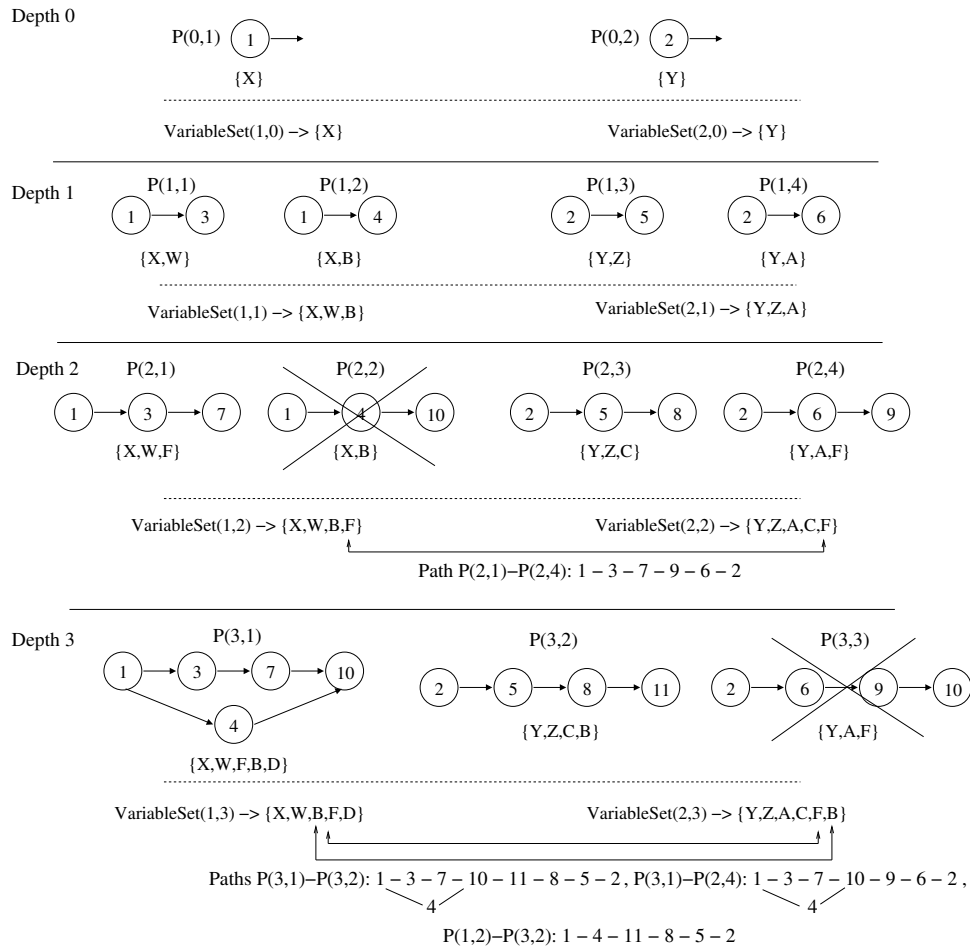 Depth 0
P(0,1) 1 P(0,2) 2
{X} {Y}
VariableSet(1,0) −> {X} VariableSet(2,0) −> {Y}
Depth 1
P(1,1) P(1,2) P(1,3) P(1,4)
1 3 1 4 2 5 2 6
{X,W} {X,B} {Y,Z} {Y,A}
VariableSet(1,1) −> {X,W,B} VariableSet(2,1) −> {Y,Z,A}
Depth 2
P(2,1) P(2,2) P(2,3) P(2,4)
1 3 7 1 4 10 2 5 8 2 6 9
{X,W,F} {X,B} {Y,Z,C} {Y,A,F}
VariableSet(1,2) −> {X,W,B,F} VariableSet(2,2) −> {Y,Z,A,C,F}
Path P(2,1)−P(2,4): 1 − 3 − 7 − 9 − 6 − 2
Depth 3
P(3,1) P(3,2) P(3,3)
1 3 7 10 2 5 8 11 2 6 9 10
4
{X,W,F,B,D} {Y,Z,C,B} {Y,A,F}
VariableSet(1,3) −> {X,W,B,F,D} VariableSet(2,3) −> {Y,Z,A,C,F,B}
Paths P(3,1)−P(3,2): 1 − 3 − 7 − 10 − 11 − 8 − 5 − 2 , P(3,1)−P(2,4): 1 − 3 − 7 − 10 − 9 − 6 − 2 ,
4 4
P(1,2)−P(3,2): 1 − 4 − 11 − 8 − 5 − 2